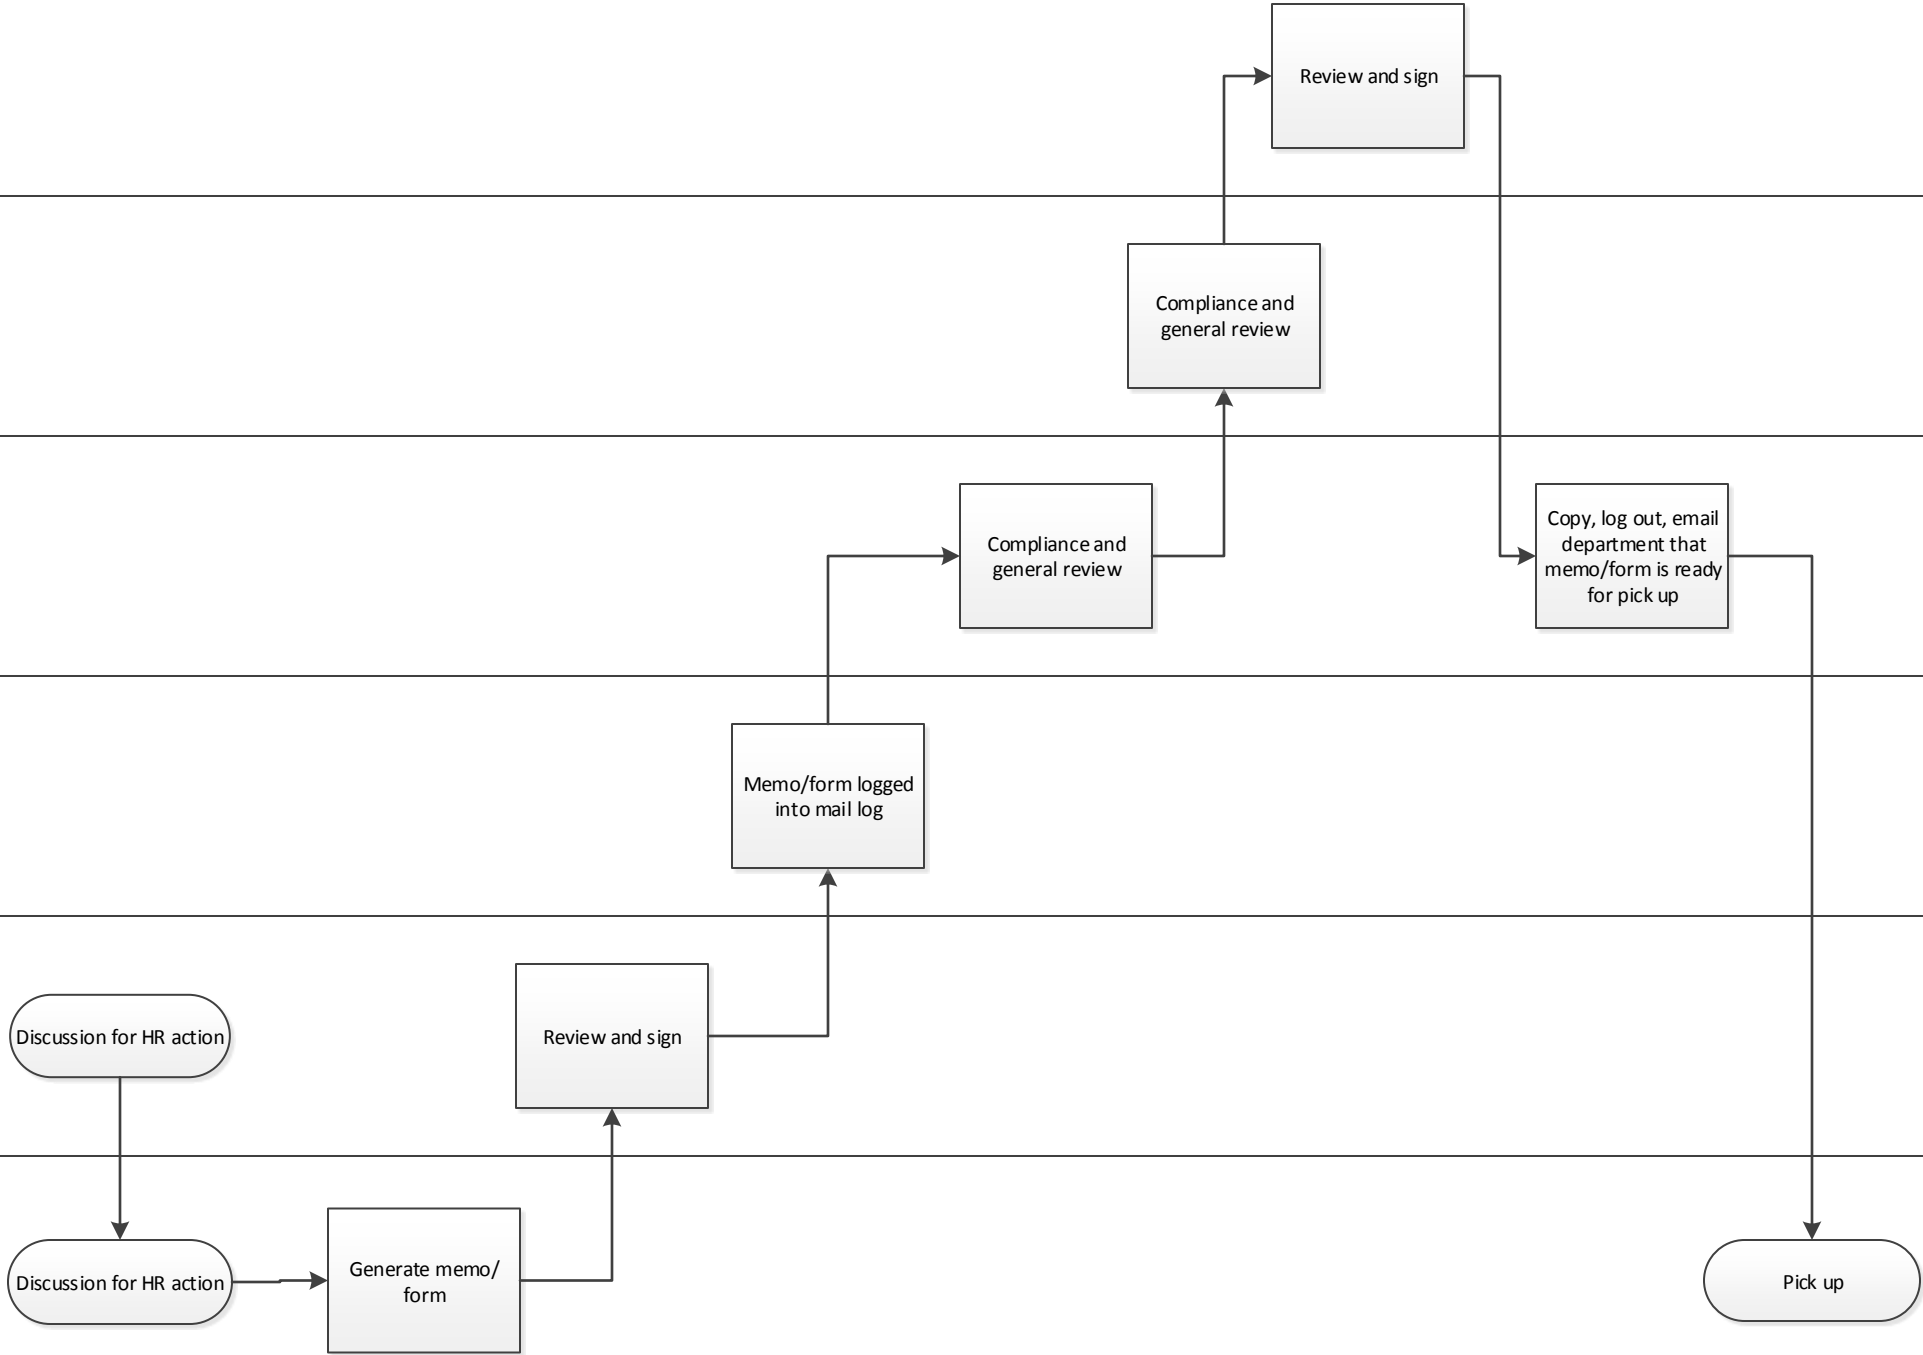 Review and sign
Compliance and
general review
Compliance and
general review
Copy, log out, email
department that
memo/form is ready
for pick up
Memo/form logged
into mail log
Discussion for HR action
Review and sign
Discussion for HR action
Generate memo/
form
Pick up